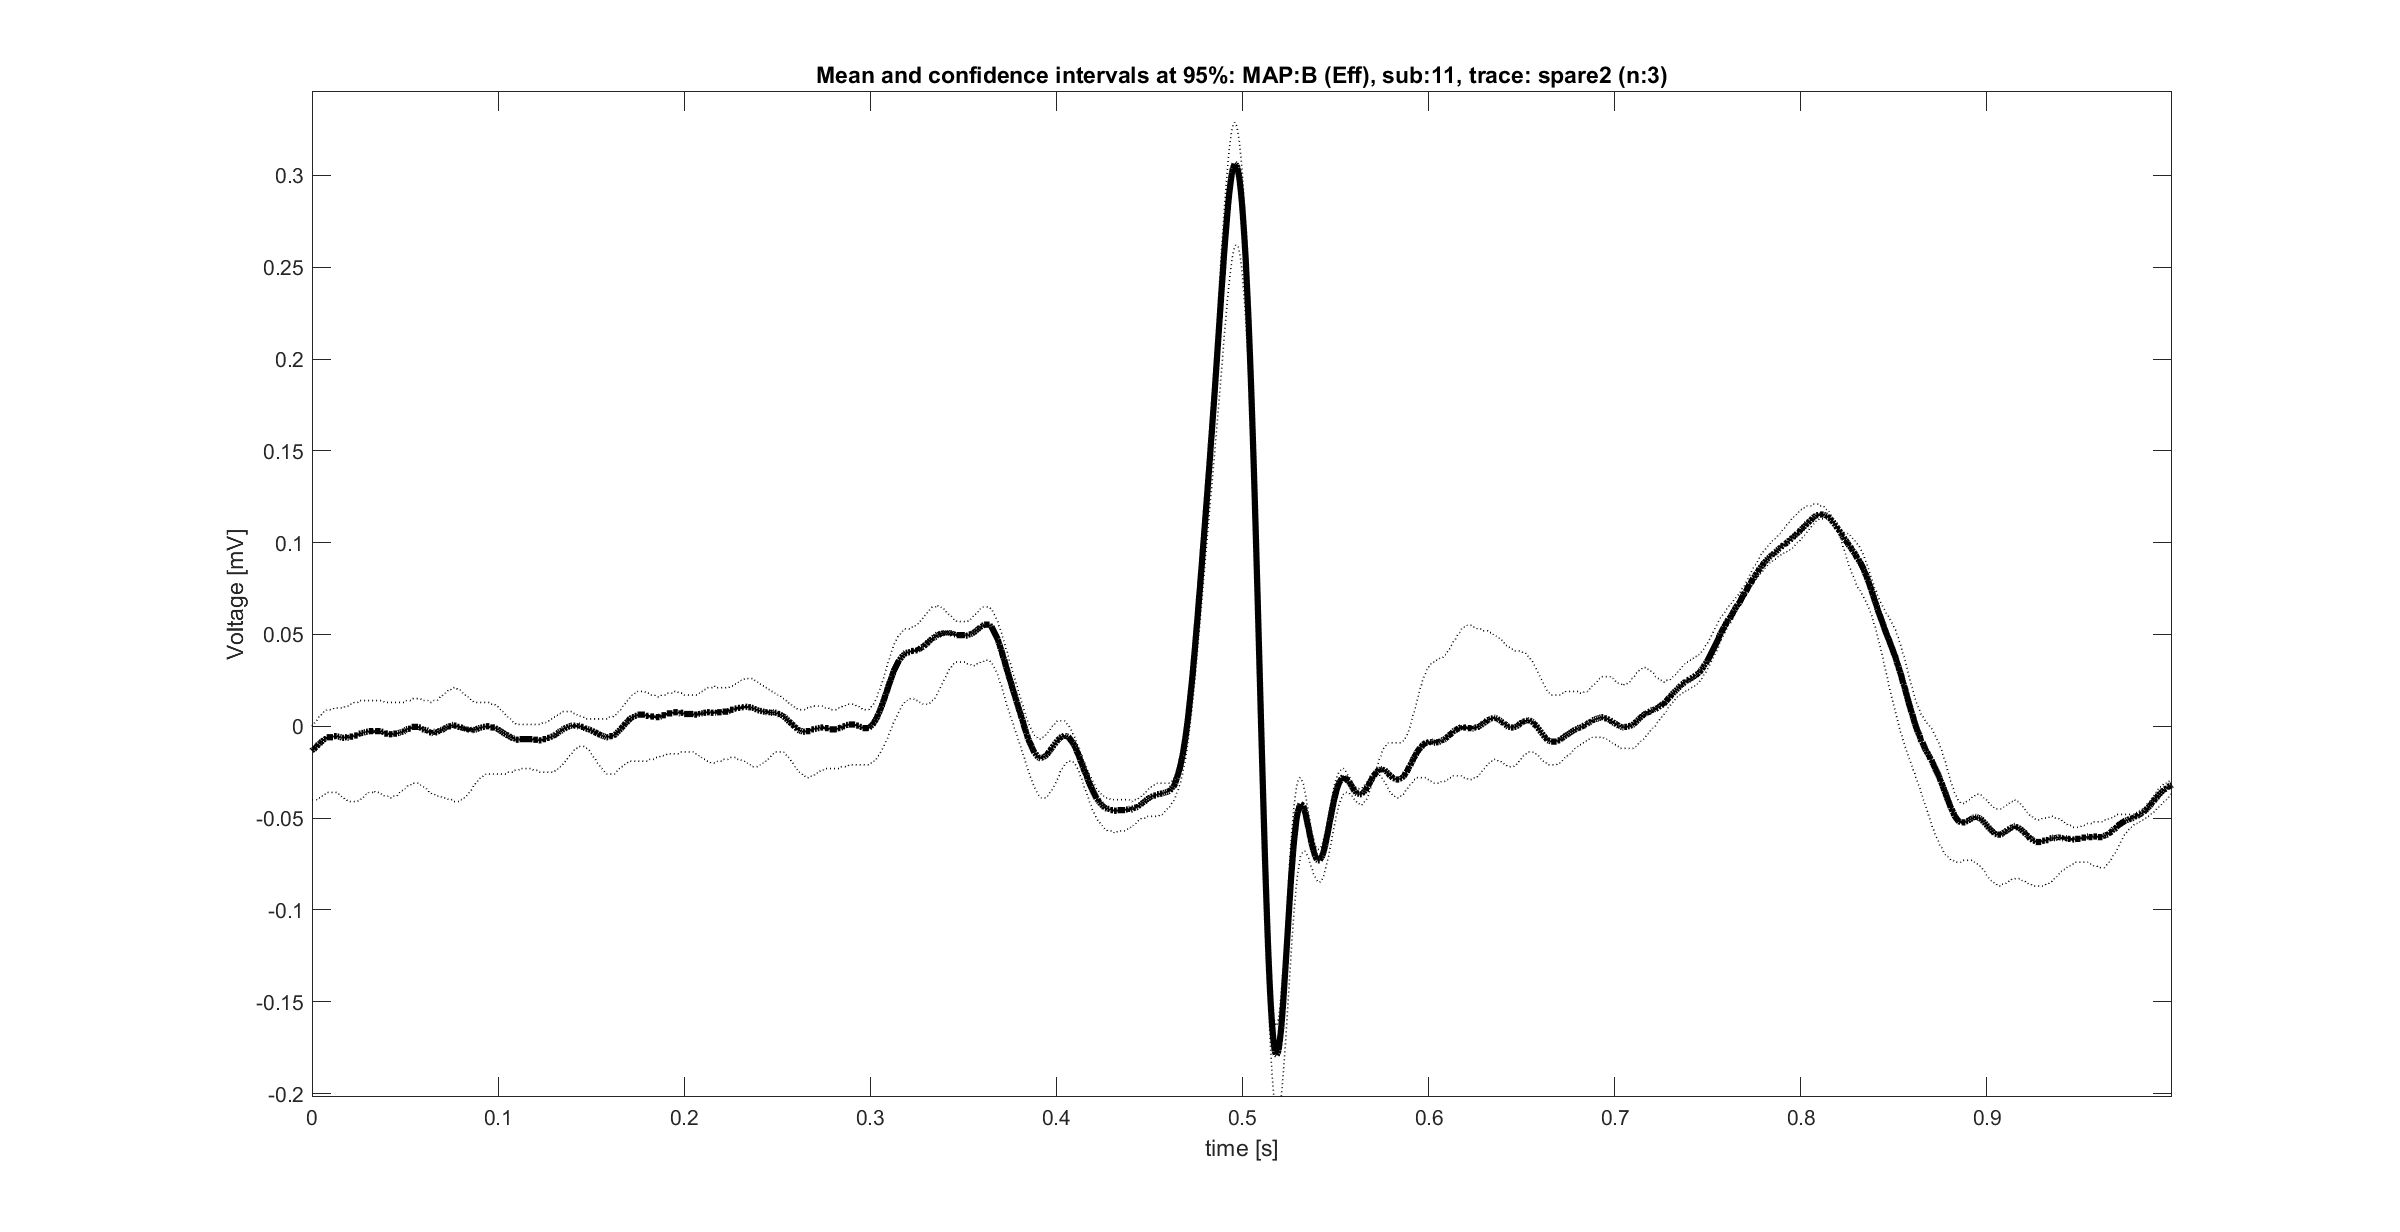 Mean and confidence intervals at 95%: MAP:B (Eff), sub:11, trace: spare2 (n:3)
Voltage [mV]
0.3
0.25
0.2
0.15
0.1
0.05
0
-0.05
-0.1
-0.15
-0.2
0 0.1 0.2 0.3 0.4 0.5 0.6 0.7 0.8 0.9
time [s]